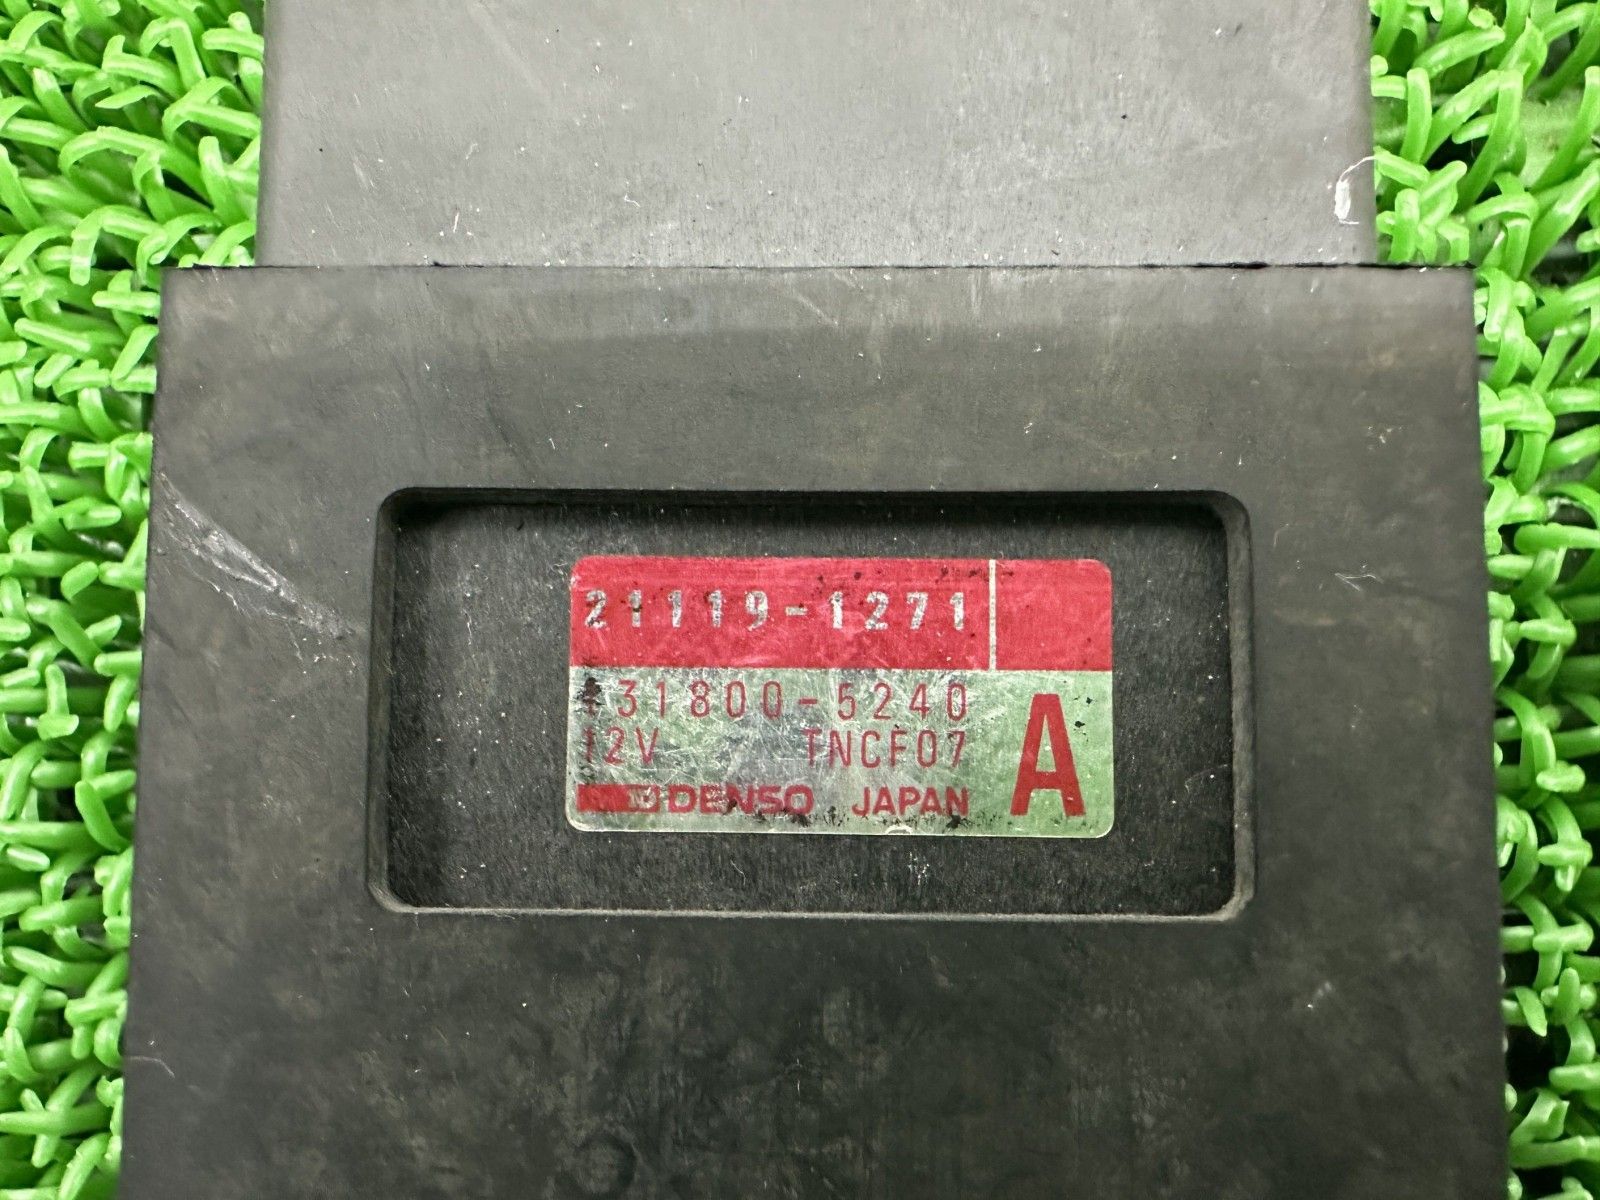 21119-1271
131800-5240
12V TNCF07
DENSO JAPAN
A